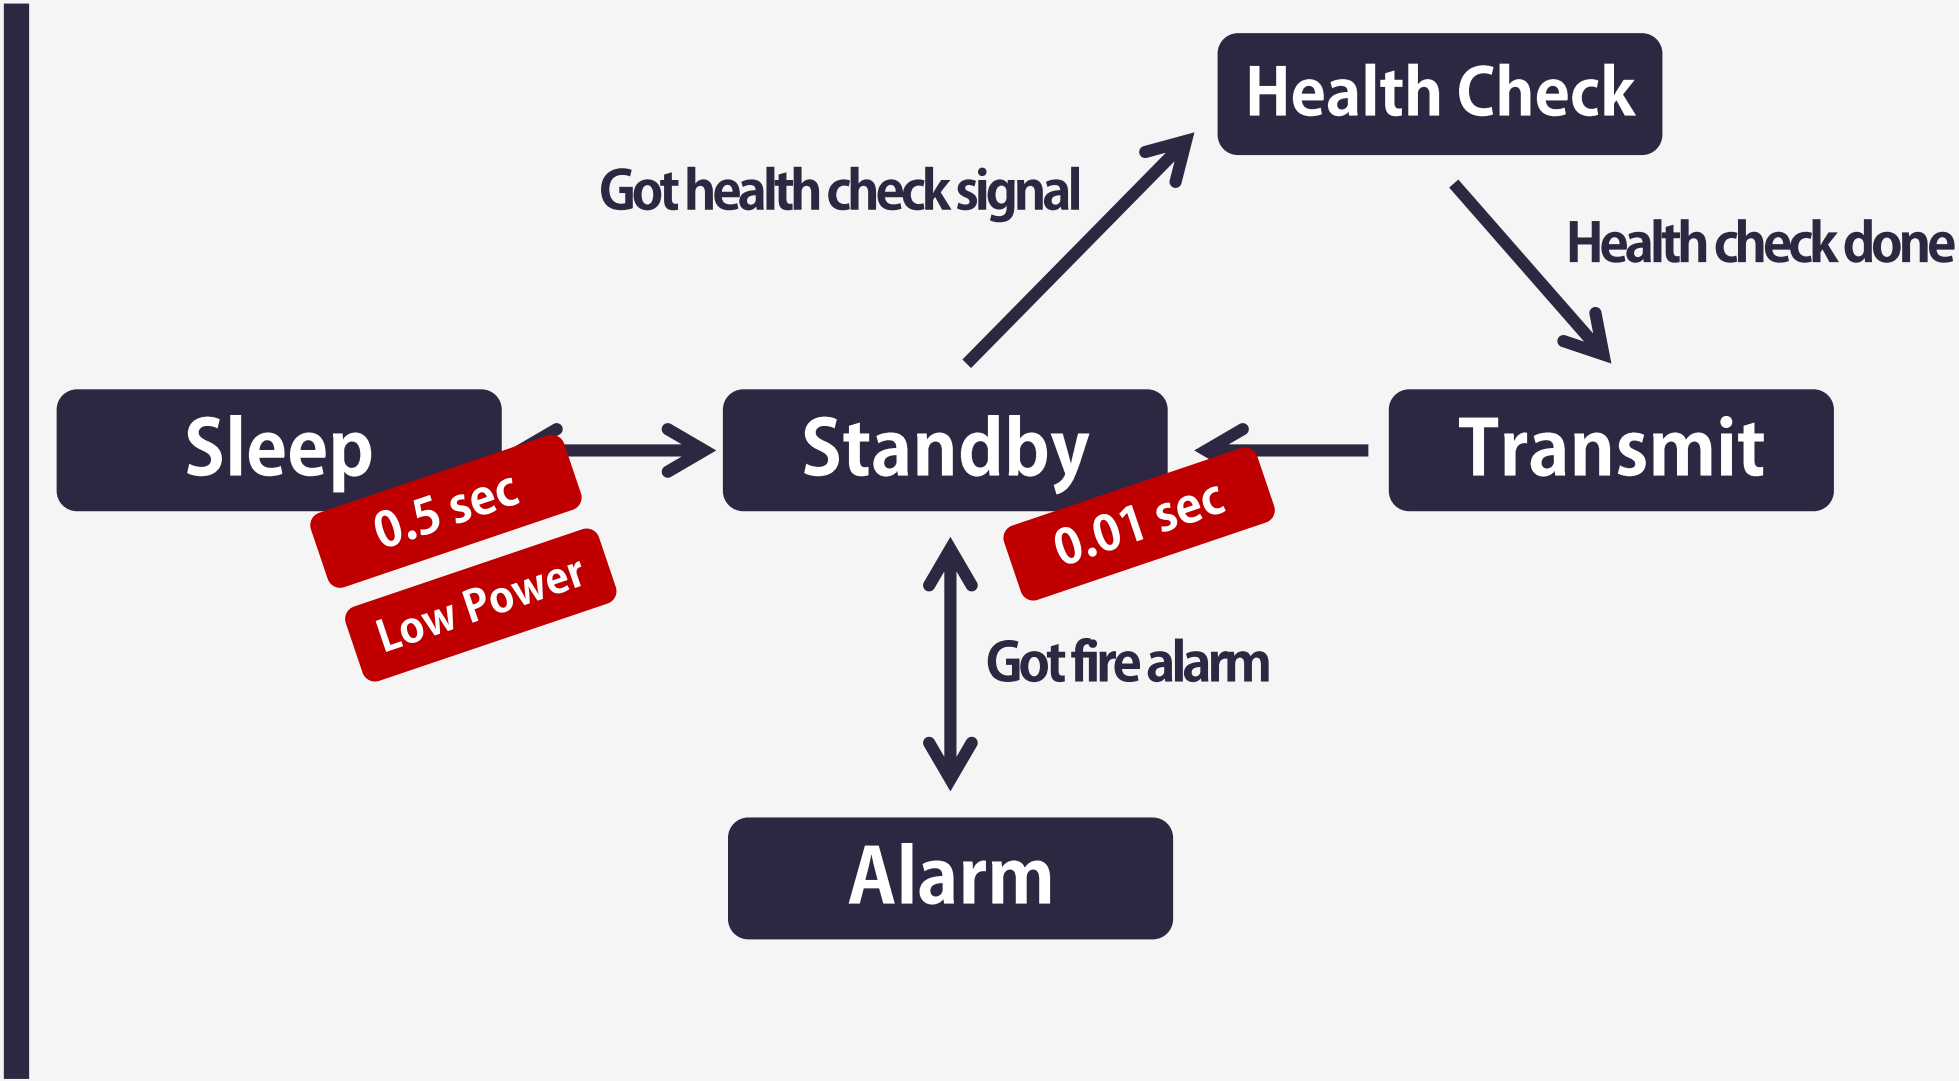 Health Check
Got health check signal
Health check done
Sleep
Standby
Transmit
0.5 sec
0.01 sec
Low Power
Got fire alarm
Alarm